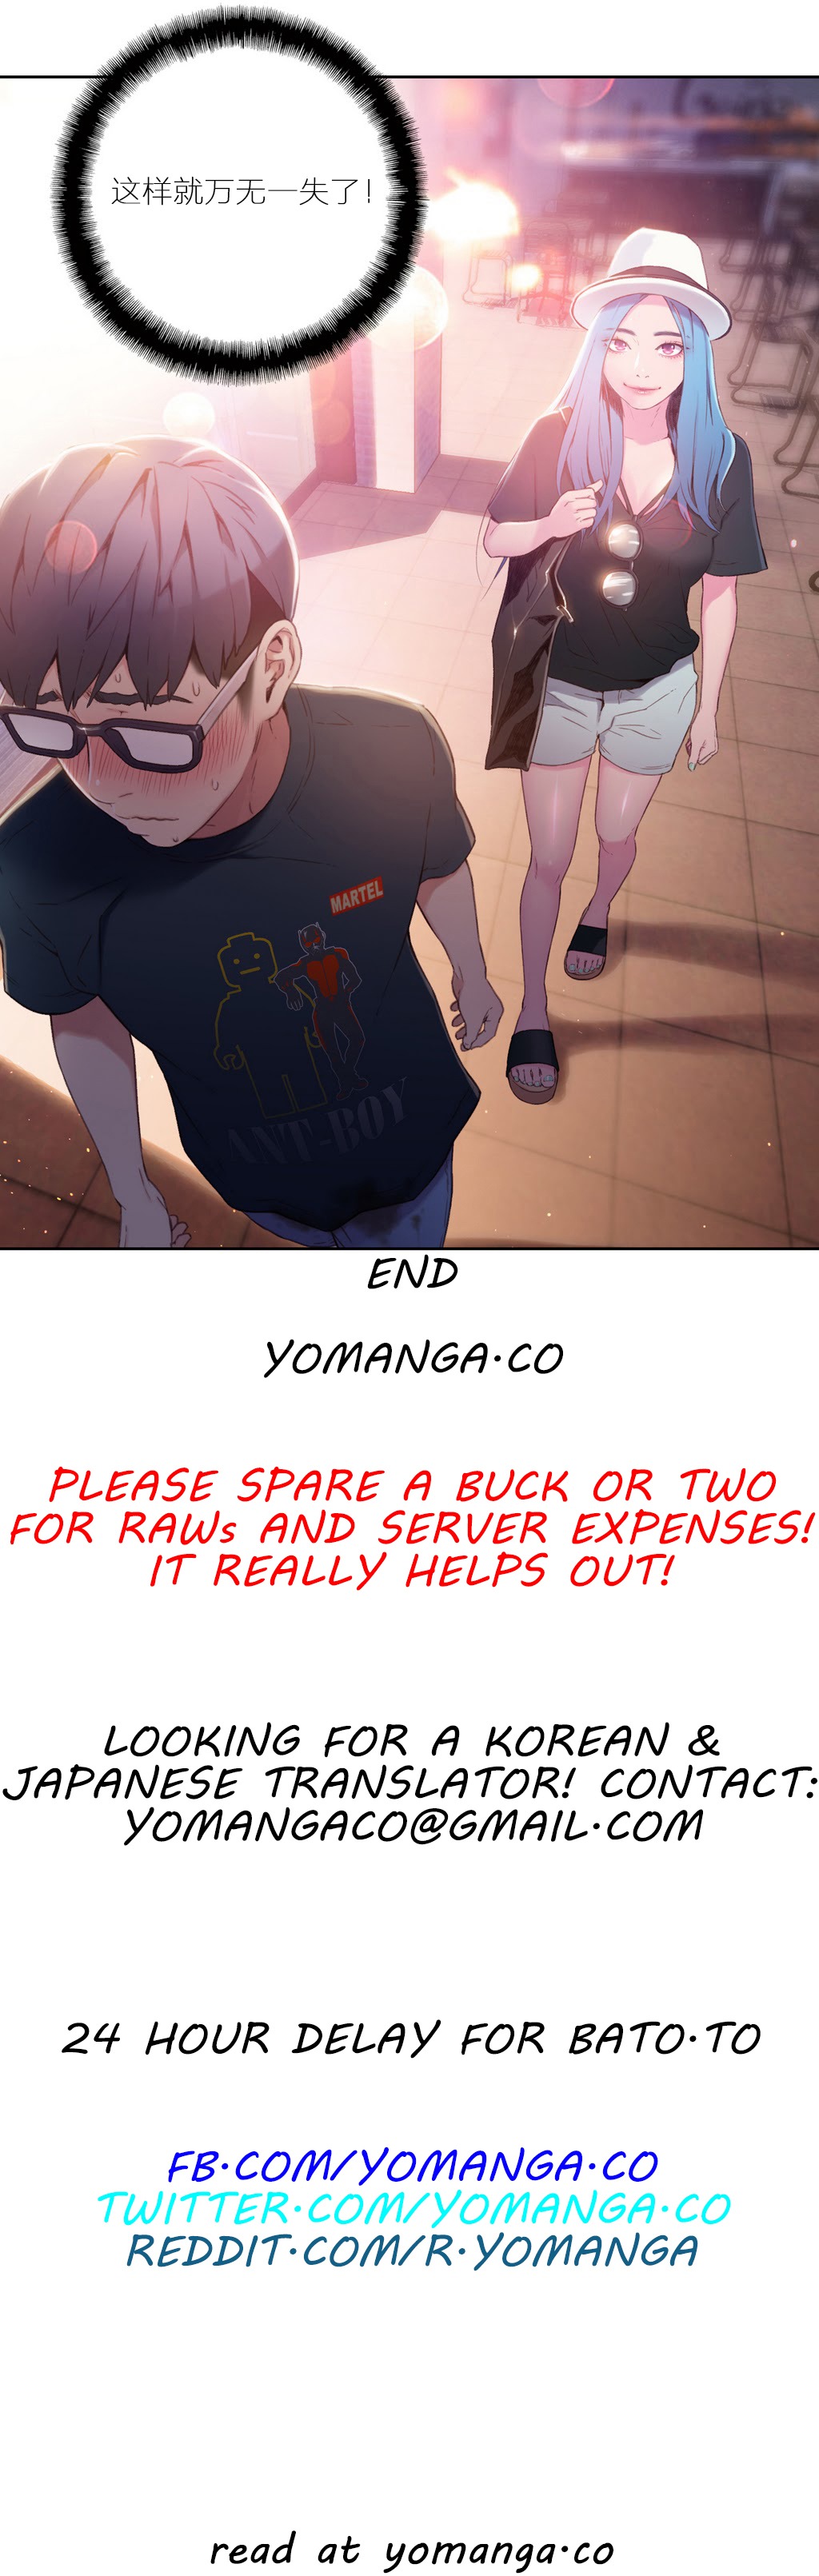 这样就万无一失了!
MARTEL
ANT-BOY
END
YOMANGA.CO
PLEASE SPARE A BUCK OR TWO
FOR RAWs AND SERVER EXPENSES!
IT REALLY HELPS OUT!
LOOKING FOR A KOREAN &
JAPANESE TRANSLATOR! CONTACT:
YOMANGACO@GMAIL.COM
24 HOUR DELAY FOR BATO.TO
FB.COM/YOMANGA.CO
TWITTER.COM/YOMANGA.CO
REDDIT.COM/R.YOMANGA
read at yomanga.co